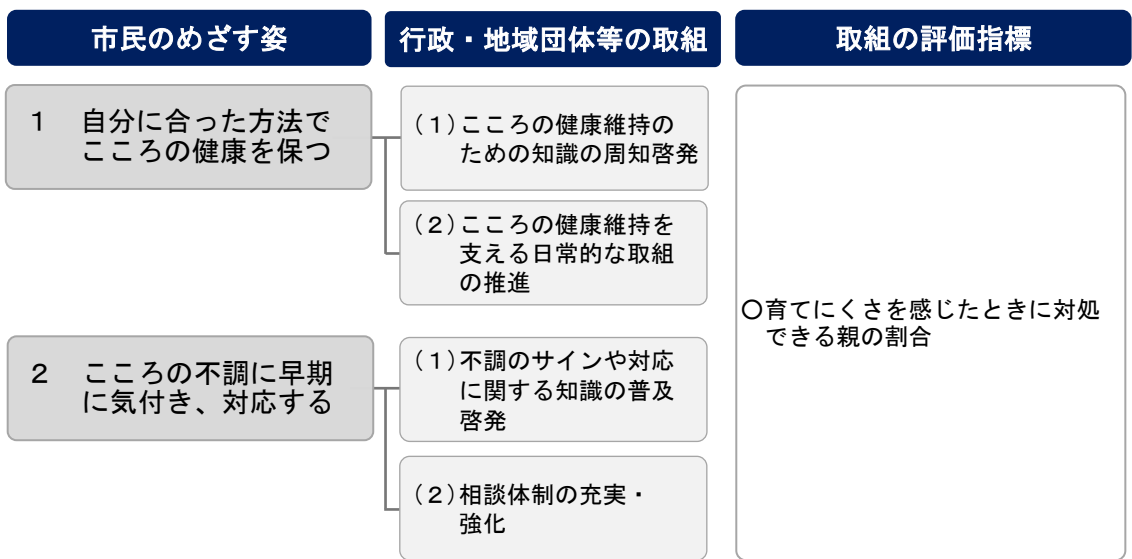 市民のめざす姿
行政・地域団体等の取組
取組の評価指標
１　自分に合った方法で
こころの健康を保つ
（１）こころの健康維持の
ための知識の周知啓発
（２）こころの健康維持を
支える日常的な取組
の推進
２　こころの不調に早期
に気付き、対応する
（１）不調のサインや対応
に関する知識の普及
啓発
（２）相談体制の充実・
強化
〇育てにくさを感じたときに対処
できる親の割合